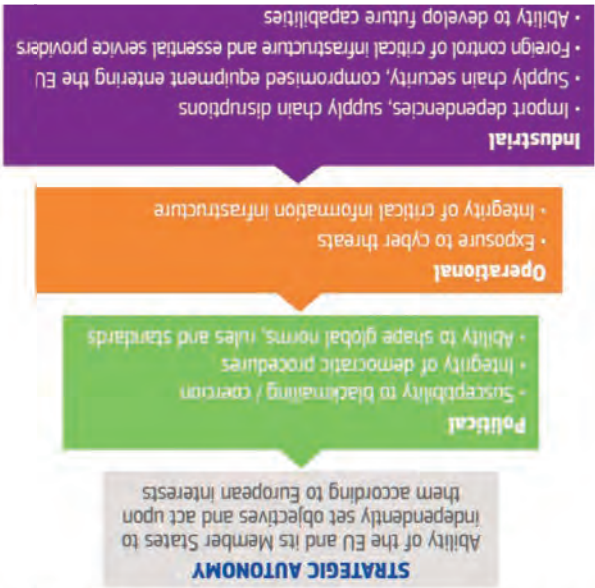 STRATEGIC AUTONOMY
Ability of the EU and its Member States to
independently set objectives and act upon
them according to European interests
Political
• Susceptibility to blackmailing / coercion
• Integrity of democratic procedures
• Ability to shape global norms, rules and standards
Operational
• Exposure to cyber threats
• Integrity of critical information infrastructure
Industrial
• Import dependencies, supply chain disruptions
• Supply chain security, compromised equipment entering the EU
• Foreign control of critical infrastructure and essential service providers
• Ability to develop future capabilities